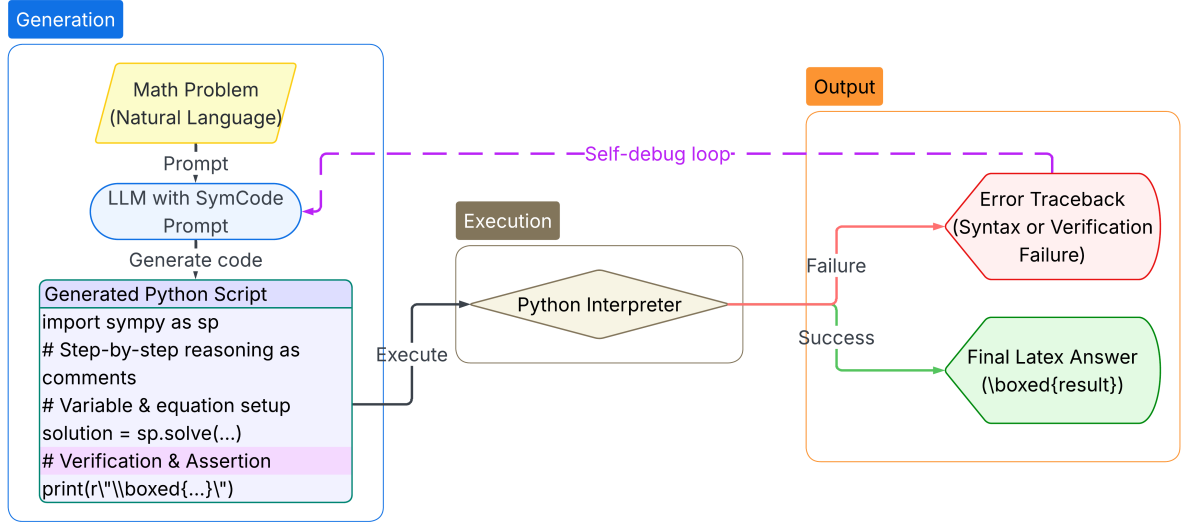 Generation
Math Problem
(Natural Language)
Prompt
LLM with SymCode
Prompt
Generate code
Generated Python Script
import sympy as sp
# Step-by-step reasoning as
comments
# Variable & equation setup
solution = sp.solve(...)
# Verification & Assertion
print(r\"\\boxed{...}\")
Execute
Execution
Python Interpreter
Self-debug loop
Failure
Success
Output
Error Traceback
(Syntax or Verification
Failure)
Final Latex Answer
(\boxed{result})